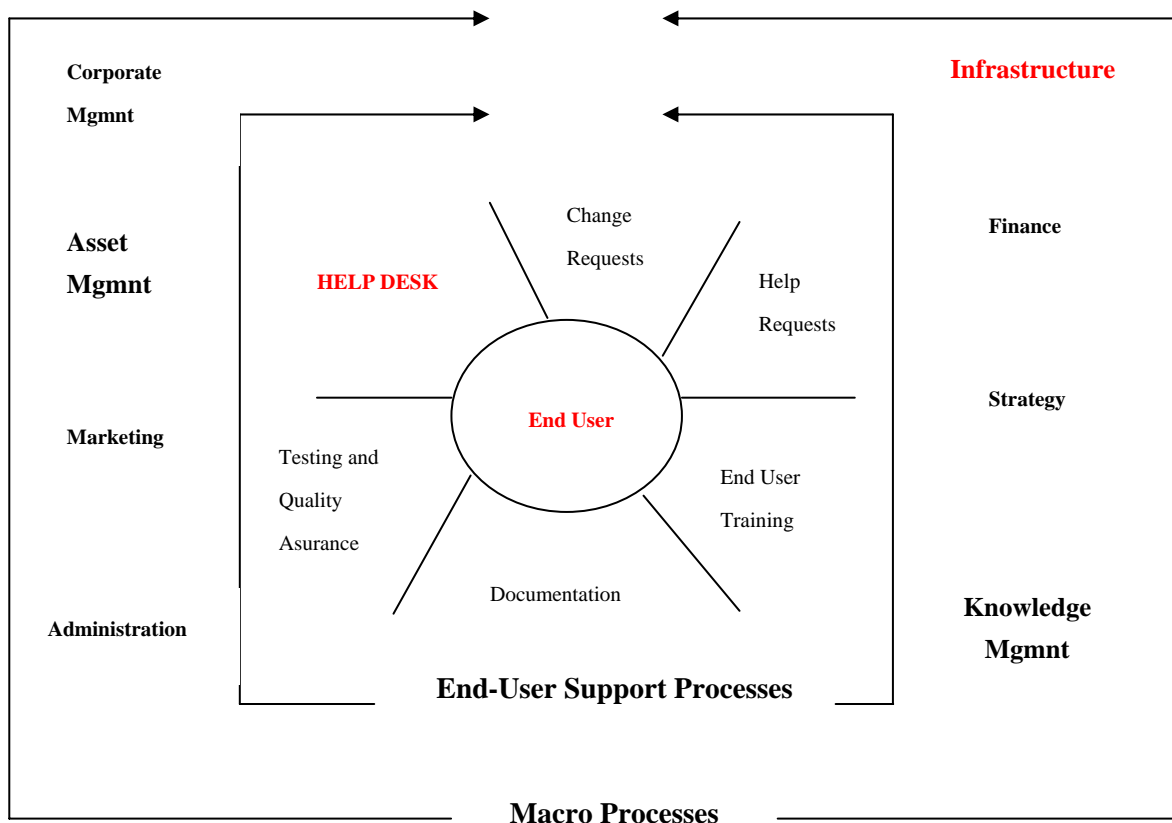 Corporate
Mgmnt
Infrastructure
Asset
Mgmnt
HELP DESK
Change
Requests
Help
Requests
Finance
End User
Strategy
Marketing
Testing and
Quality
Asurance
End User
Training
Documentation
Administration
Knowledge
Mgmnt
End-User Support Processes
Macro Processes